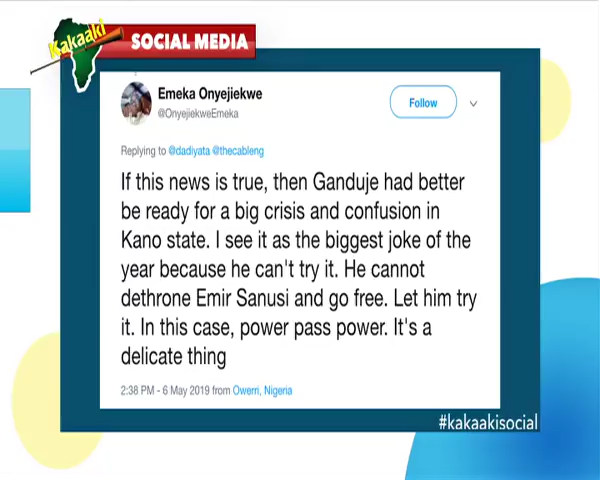 Kakaaki
SOCIAL MEDIA
Emeka Onyejiekwe
@OnyejiekweEmeka
Follow
Replying to @dadiyata @thecableng
If this news is true, then Ganduje had better
be ready for a big crisis and confusion in
Kano state. I see it as the biggest joke of the
year because he can't try it. He cannot
dethrone Emir Sanusi and go free. Let him try
it. In this case, power pass power. It's a
delicate thing
2:38 PM - 6 May 2019 from Owerri, Nigeria
#kakaakisocial